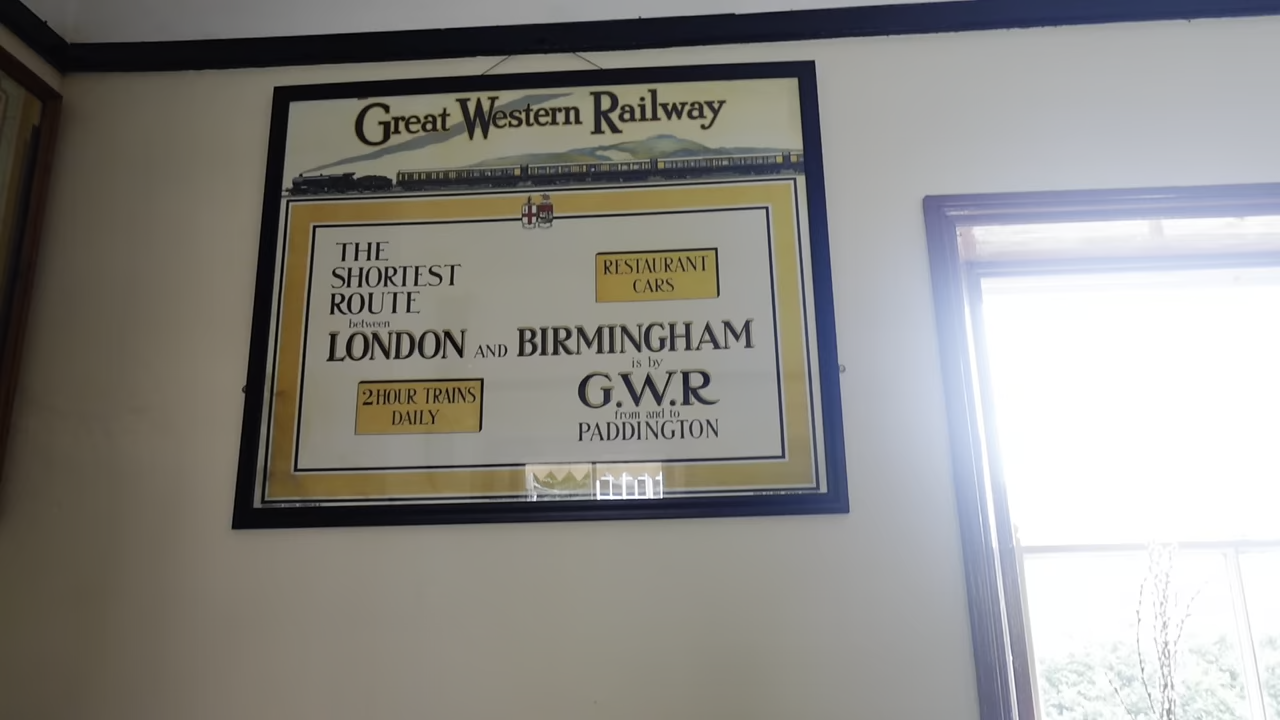 Great Western Railway
THE
SHORTEST
ROUTE
between
LONDON AND BIRMINGHAM
is by
G.W.R
from and to
PADDINGTON
RESTAURANT
CARS
2-HOUR TRAINS
DAILY